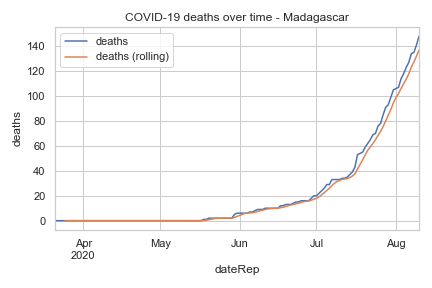 COVID-19 deaths over time - Madagascar
deaths
deaths (rolling)
140
120
100
80
60
40
20
0
deaths
Apr
2020
May
Jun
Jul
Aug
dateRep